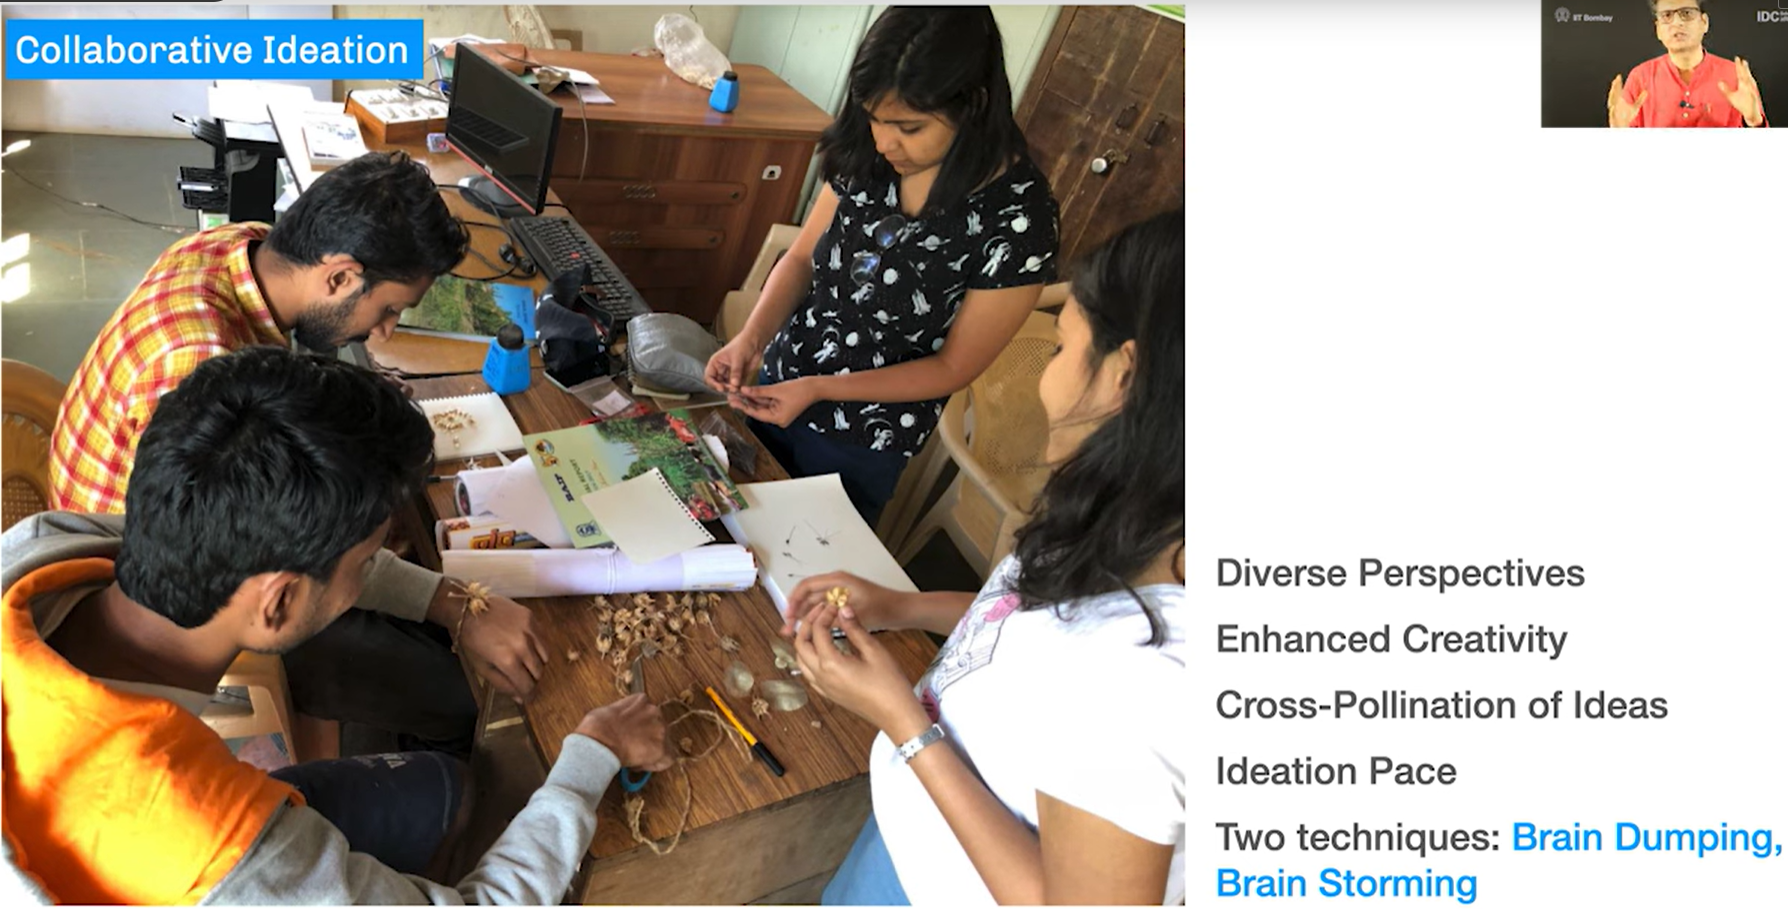 Collaborative Ideation
IIT Bombay
IDC
BAIF
Diverse Perspectives
Enhanced Creativity
Cross-Pollination of Ideas
Ideation Pace
Two techniques: Brain Dumping,
Brain Storming